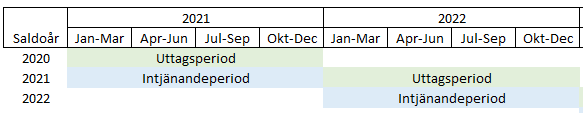 2021 2022
Saldoår Jan-Mar Apr-Jun Jul-Sep Okt-Dec Jan-Mar Apr-Jun Jul-Sep Okt-Dec
2020 Uttagsperiod
2021 Intjänandeperiod Uttagsperiod
2022 Intjänandeperiod